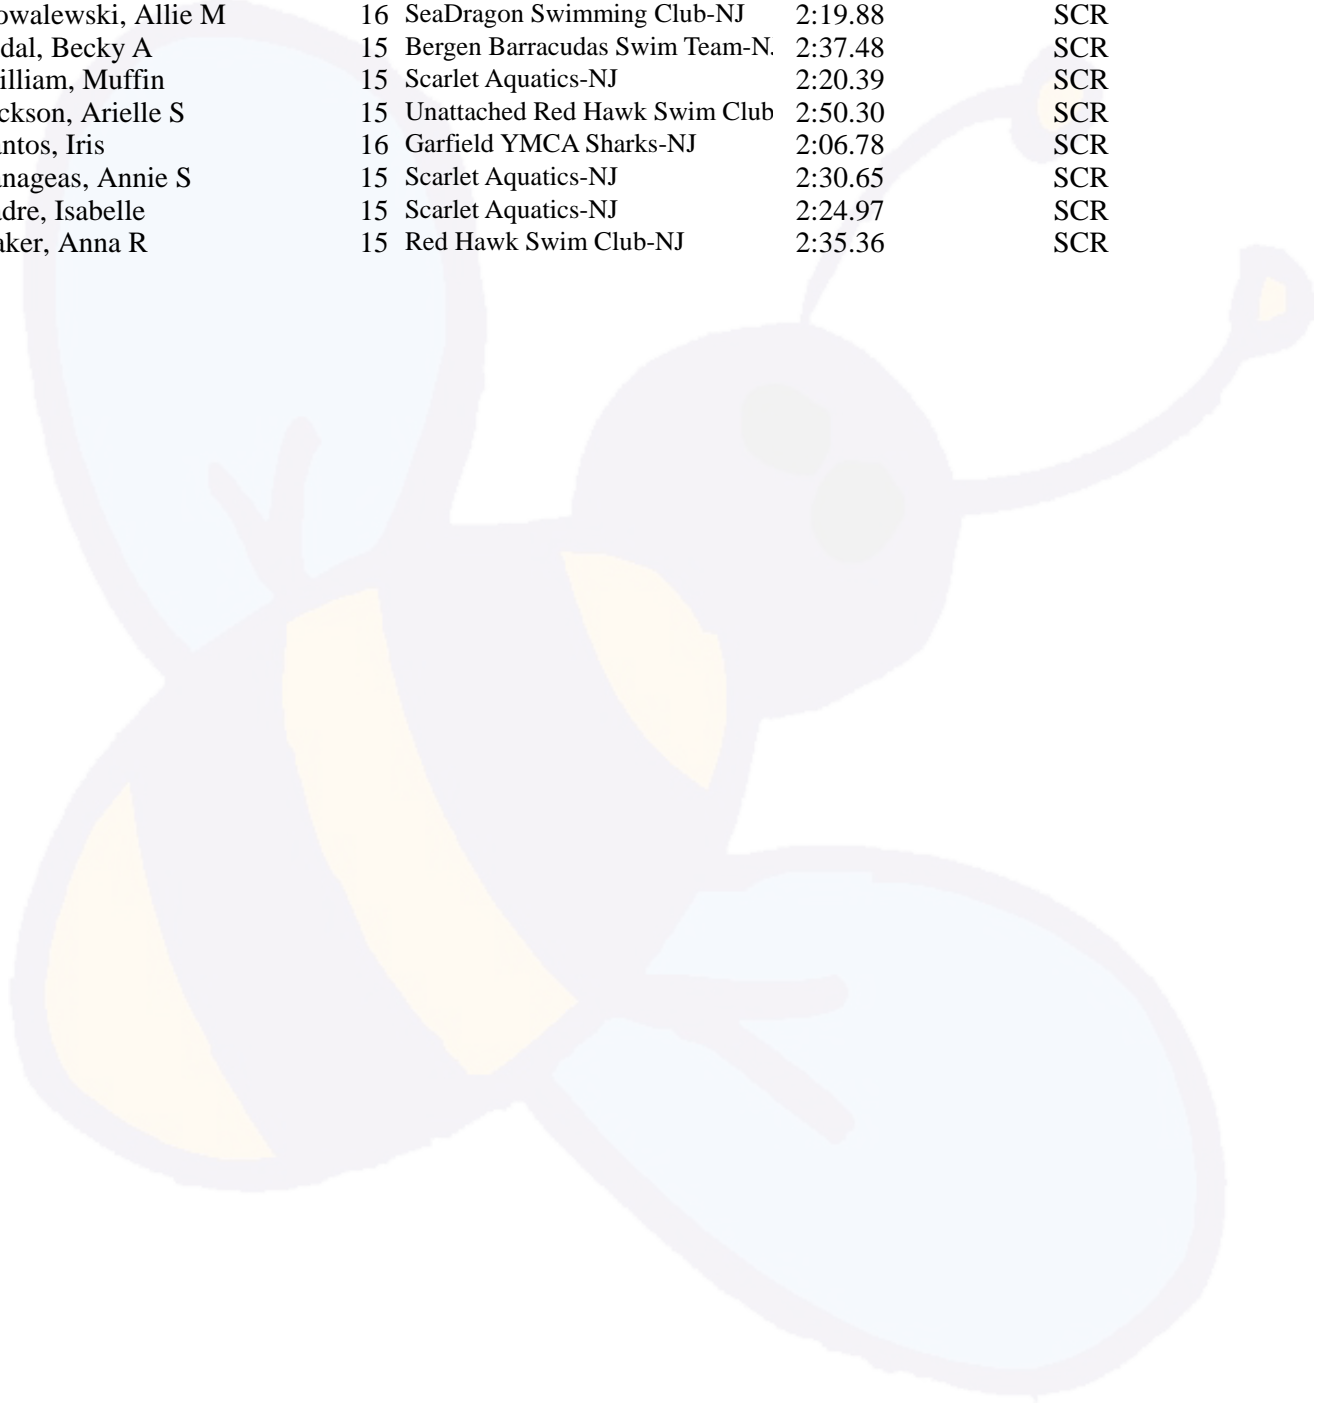 owalewski, Allie M 16 SeaDragon Swimming Club-NJ 2:19.88 SCR
dal, Becky A 15 Bergen Barracudas Swim Team-N. 2:37.48 SCR
illiam, Muffin 15 Scarlet Aquatics-NJ 2:20.39 SCR
ckson, Arielle S 15 Unattached Red Hawk Swim Club 2:50.30 SCR
ntos, Iris 16 Garfield YMCA Sharks-NJ 2:06.78 SCR
nageas, Annie S 15 Scarlet Aquatics-NJ 2:30.65 SCR
dre, Isabelle 15 Scarlet Aquatics-NJ 2:24.97 SCR
aker, Anna R 15 Red Hawk Swim Club-NJ 2:35.36 SCR